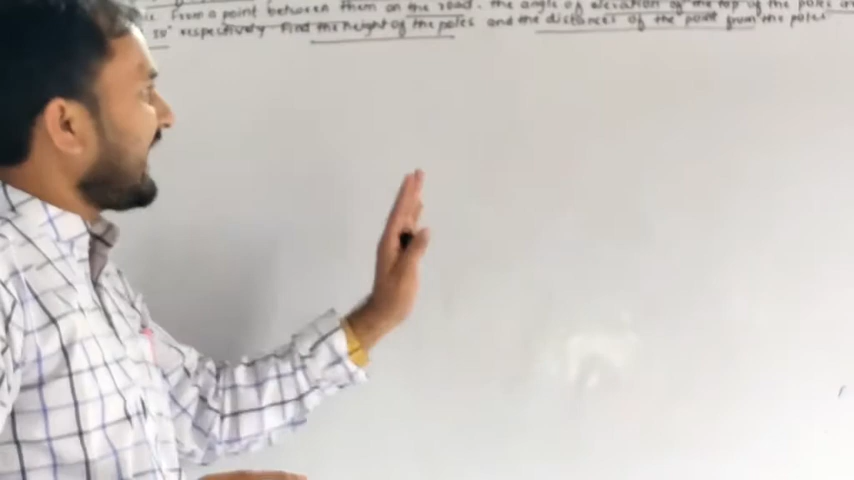 From a point between them on the road. the angle of elevation of the top of the poles
30° respectively. Find the height of the poles and the distances of the point from the poles